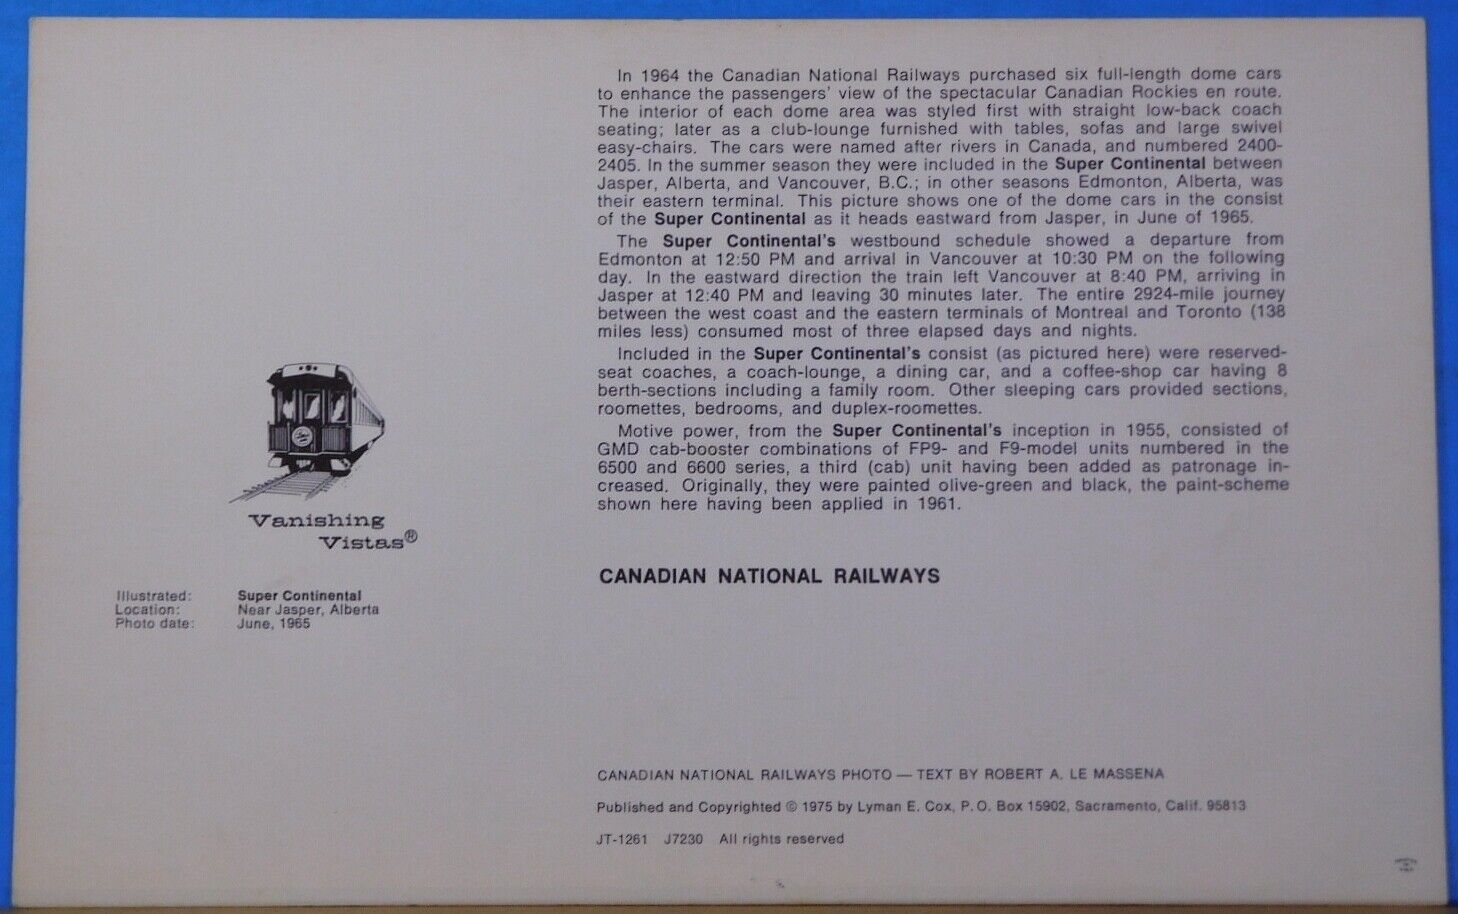 In 1964 the Canadian National Railways purchased six full-length dome cars
to enhance the passengers' view of the spectacular Canadian Rockies en route.
The interior of each dome area was styled first with straight low-back coach
seating; later as a club-lounge furnished with tables, sofas and large swivel
easy-chairs. The cars were named after rivers in Canada, and numbered 2400-
2405. In the summer season they were included in the Super Continental between
Jasper, Alberta, and Vancouver, B.C.; in other seasons Edmonton, Alberta, was
their eastern terminal. This picture shows one of the dome cars in the consist
of the Super Continental as it heads eastward from Jasper, in June of 1965.
The Super Continental's westbound schedule showed a departure from
Edmonton at 12:50 PM and arrival in Vancouver at 10:30 PM on the following
day. In the eastward direction the train left Vancouver at 8:40 PM, arriving in
Jasper at 12:40 PM and leaving 30 minutes later. The entire 2924-mile journey
between the west coast and the eastern terminals of Montreal and Toronto (138
miles less) consumed most of three elapsed days and nights.
Included in the Super Continental's consist (as pictured here) were reserved-
seat coaches, a coach-lounge, a dining car, and a coffee-shop car having 8
berth-sections including a family room. Other sleeping cars provided sections,
roomettes, bedrooms, and duplex-roomettes.
Motive power, from the Super Continental's inception in 1955, consisted of
GMD cab-booster combinations of FP9- and F9-model units numbered in the
6500 and 6600 series, a third (cab) unit having been added as patronage in-
creased. Originally, they were painted olive-green and black, the paint-scheme
shown here having been applied in 1961.
CANADIAN NATIONAL RAILWAYS
Vanishing
Vistas®
Illustrated: Super Continental
Location: Near Jasper, Alberta
Photo date: June, 1965
CANADIAN NATIONAL RAILWAYS PHOTO — TEXT BY ROBERT A. LE MASSENA
Published and Copyrighted © 1975 by Lyman E. Cox, P.O. Box 15902, Sacramento, Calif. 95813
JT-1261 J7230 All rights reserved